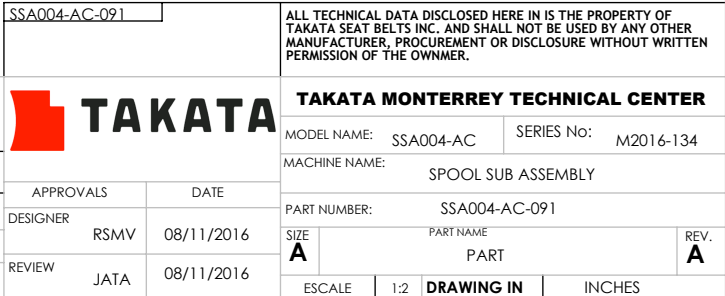 SSA004-AC-091
ALL TECHNICAL DATA DISCLOSED HERE IN IS THE PROPERTY OF
TAKATA SEAT BELTS INC. AND SHALL NOT BE USED BY ANY OTHER
MANUFACTURER, PROCUREMENT OR DISCLOSURE WITHOUT WRITTEN
PERMISSION OF THE OWNMER.
TAKATA
TAKATA MONTERREY TECHNICAL CENTER
MODEL NAME: SSA004-AC SERIES No: M2016-134
MACHINE NAME:
SPOOL SUB ASSEMBLY
APPROVALS DATE
PART NUMBER: SSA004-AC-091
DESIGNER
RSMV 08/11/2016
SIZE PART NAME REV.
A PART A
REVIEW
JATA 08/11/2016
ESCALE 1:2 DRAWING IN INCHES